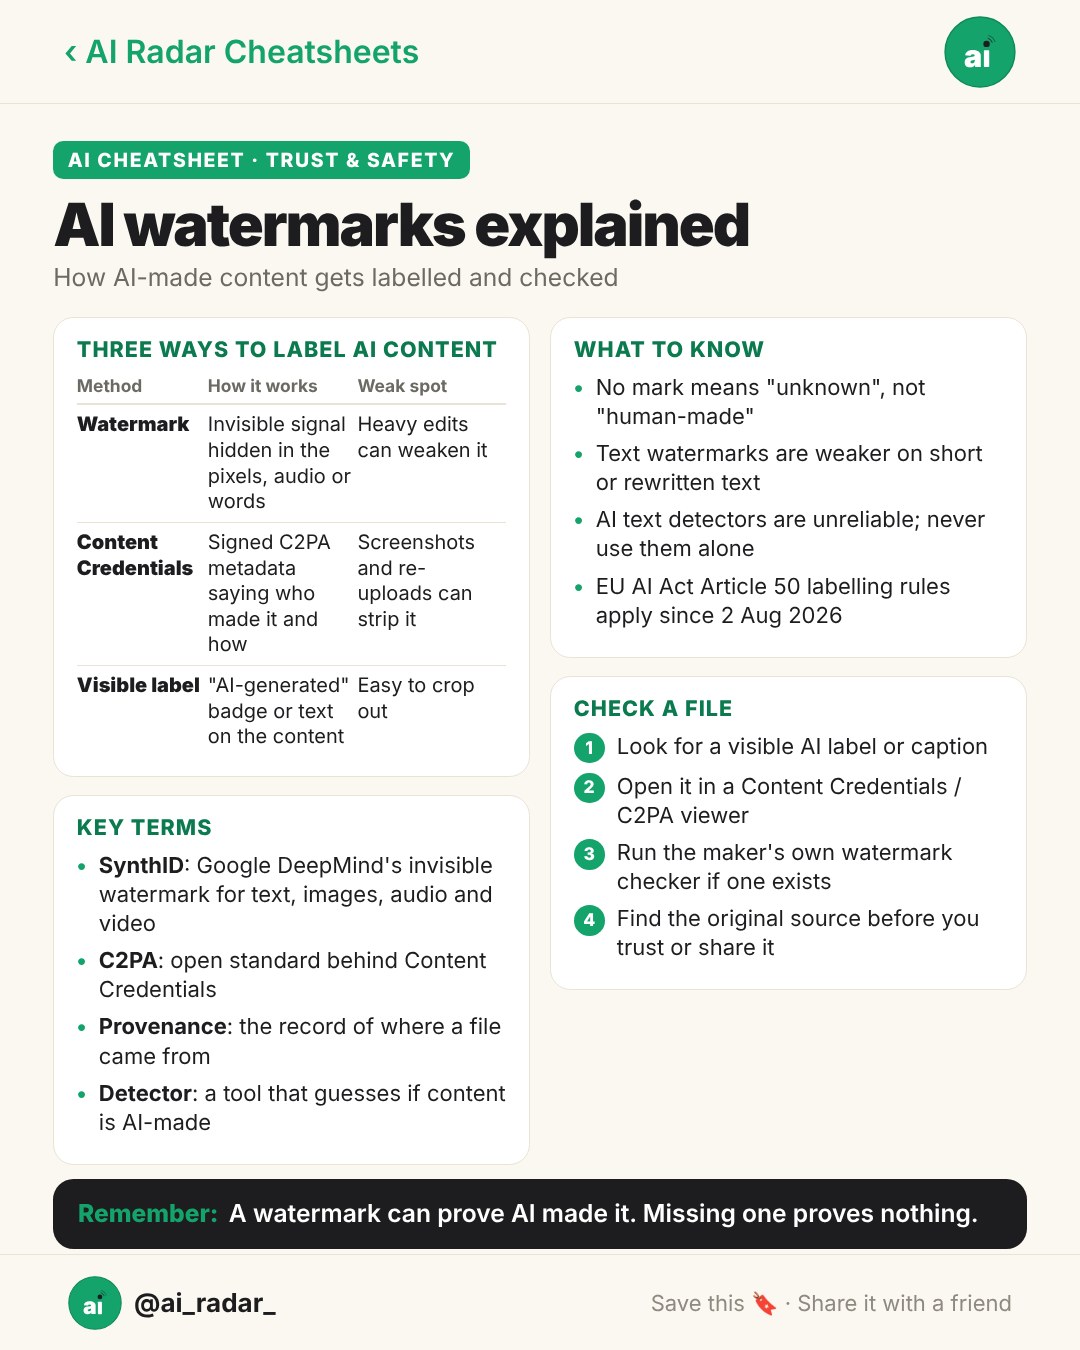 ‹ AI Radar Cheatsheets
ai
AI CHEATSHEET · TRUST & SAFETY
AI watermarks explained
How AI-made content gets labelled and checked
THREE WAYS TO LABEL AI CONTENT
Method How it works Weak spot
Watermark Invisible signal Heavy edits
hidden in the can weaken it
pixels, audio or
words
Content Signed C2PA Screenshots
Credentials metadata and re-
saying who uploads can
made it and strip it
how
Visible label "AI-generated" Easy to crop
badge or text out
on the content
KEY TERMS
• SynthID: Google DeepMind's invisible
watermark for text, images, audio and
video
• C2PA: open standard behind Content
Credentials
• Provenance: the record of where a file
came from
• Detector: a tool that guesses if content
is AI-made
WHAT TO KNOW
• No mark means "unknown", not
"human-made"
• Text watermarks are weaker on short
or rewritten text
• AI text detectors are unreliable; never
use them alone
• EU AI Act Article 50 labelling rules
apply since 2 Aug 2026
CHECK A FILE
1 Look for a visible AI label or caption
2 Open it in a Content Credentials /
C2PA viewer
3 Run the maker's own watermark
checker if one exists
4 Find the original source before you
trust or share it
Remember: A watermark can prove AI made it. Missing one proves nothing.
ai @ai_radar_
Save this 🔖 · Share it with a friend